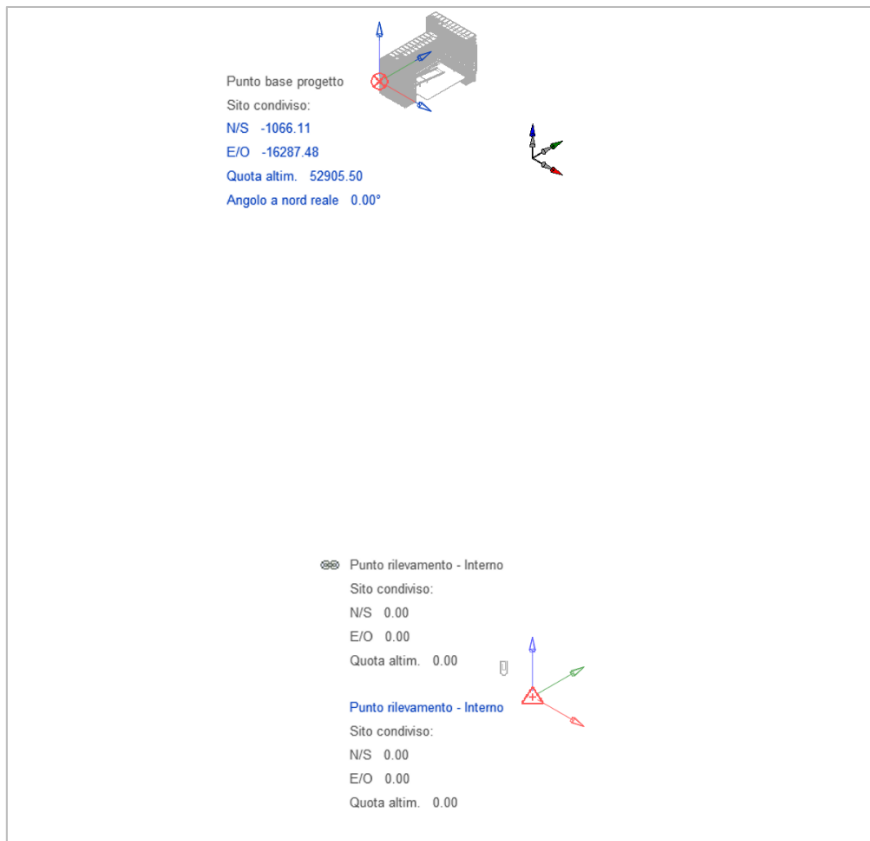 Punto base progetto
Sito condiviso:
N/S -1066.11
E/O -16287.48
Quota altim. 52905.50
Angolo a nord reale 0.00°
Punto rilevamento - Interno
Sito condiviso:
N/S 0.00
E/O 0.00
Quota altim. 0.00
Punto rilevamento - Interno
Sito condiviso:
N/S 0.00
E/O 0.00
Quota altim. 0.00